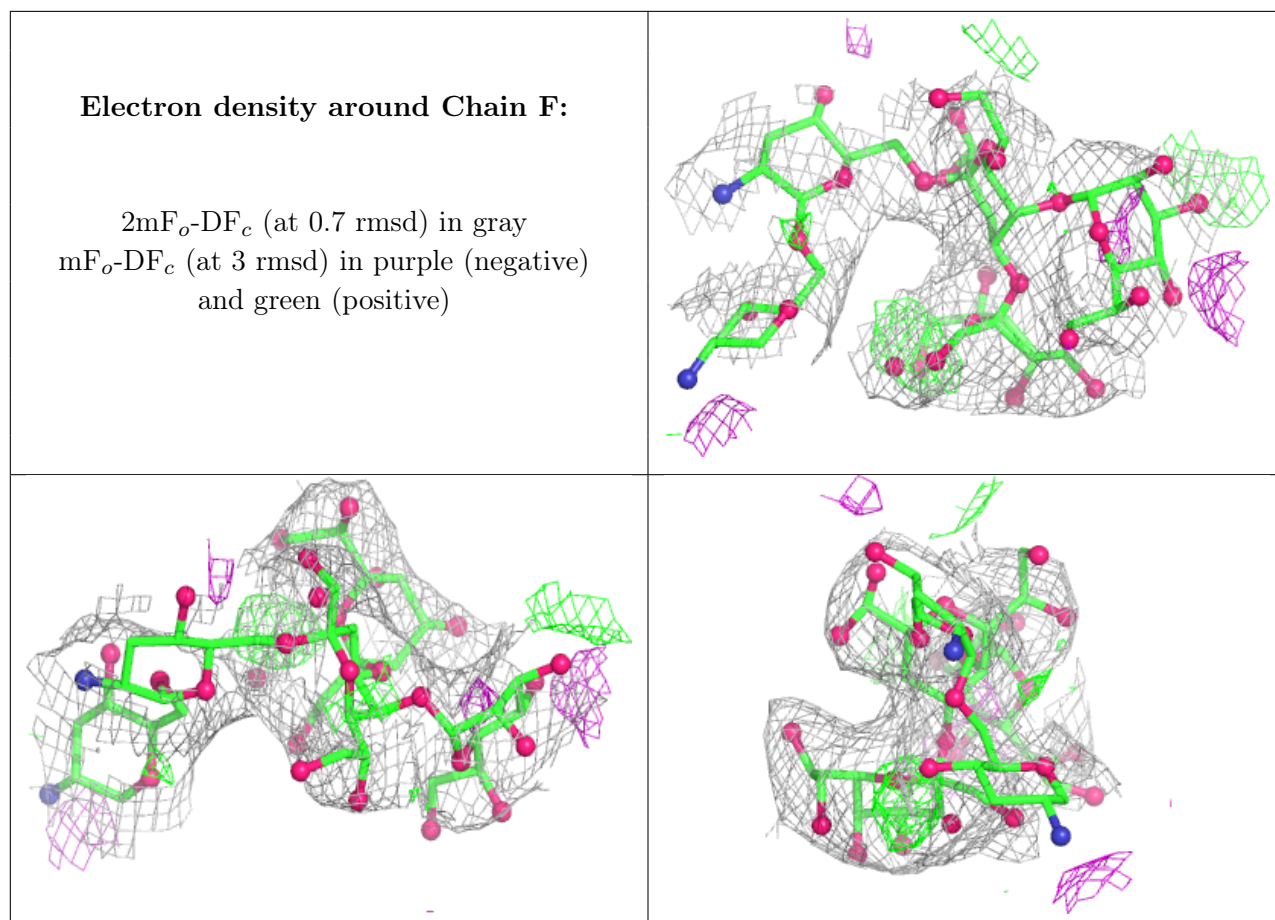 Electron density around Chain F:
2mFo-DFc (at 0.7 rmsd) in gray
mFo-DFc (at 3 rmsd) in purple (negative)
and green (positive)